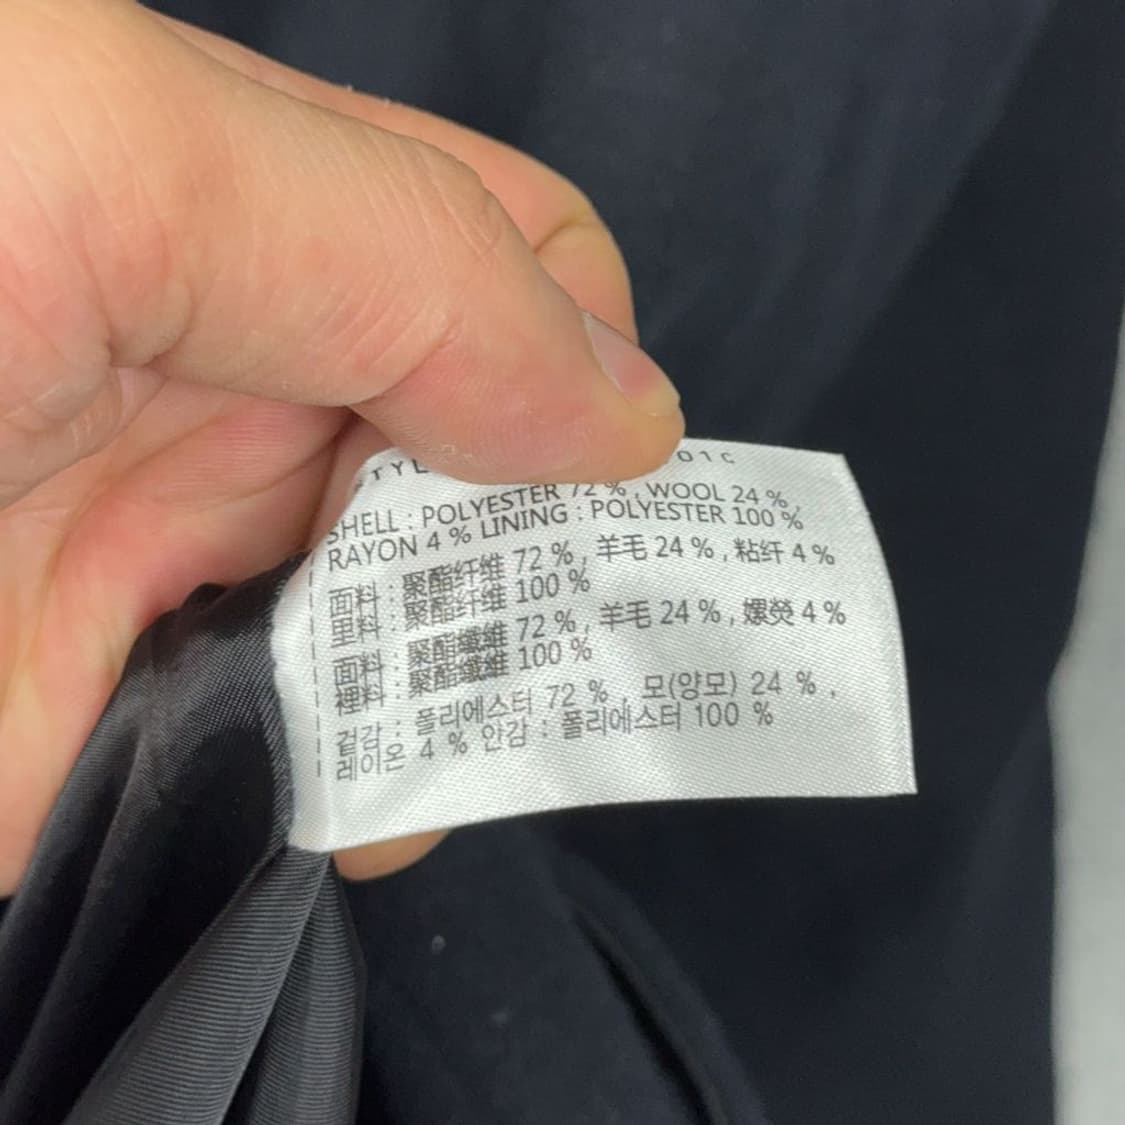 TYL 01C
SHELL : POLYESTER 72 % , WOOL 24 % ,
RAYON 4 % LINING : POLYESTER 100 %
面料 : 聚酯纤维 72 % , 羊毛 24 % , 粘纤 4 %
里料 : 聚酯纤维 100 %
面料 : 聚酯纖維 72 % , 羊毛 24 % , 嫘熒 4 %
裡料 : 聚酯纖維 100 %
겉감 : 폴리에스터 72 % , 모(양모) 24 % ,
레이온 4 % 안감 : 폴리에스터 100 %